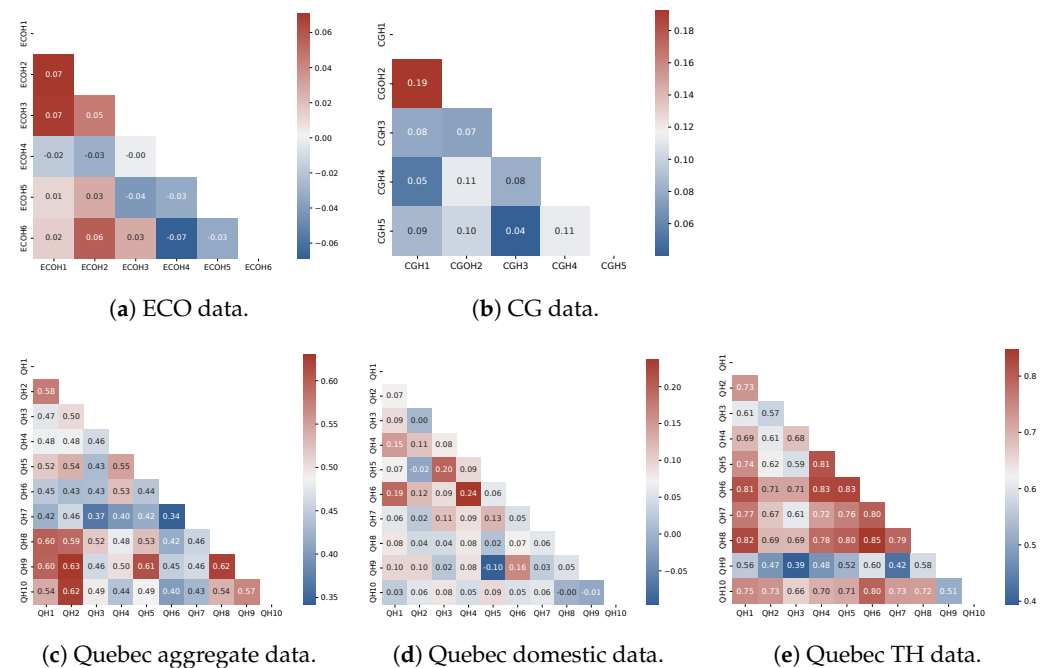 ECOH1
ECOH2 0.07
ECOH3 0.07 0.05
ECOH4 -0.02 -0.03 -0.00
ECOH5 0.01 0.03 -0.04 -0.03
ECOH6 0.02 0.06 0.03 -0.07 -0.03
ECOH1 ECOH2 ECOH3 ECOH4 ECOH5 ECOH6
0.06
0.04
0.02
0.00
−0.02
−0.04
−0.06
(a) ECO data.
CGH1
CGOH2 0.19
CGH3 0.08 0.07
CGH4 0.05 0.11 0.08
CGH5 0.09 0.10 0.04 0.11
CGH1 CGOH2 CGH3 CGH4 CGH5
0.18
0.16
0.14
0.12
0.10
0.08
0.06
(b) CG data.
QH1
QH2 0.58
QH3 0.47 0.50
QH4 0.48 0.48 0.46
QH5 0.52 0.54 0.43 0.55
QH6 0.45 0.43 0.43 0.53 0.44
QH7 0.42 0.46 0.37 0.40 0.42 0.34
QH8 0.60 0.59 0.52 0.48 0.53 0.42 0.46
QH9 0.60 0.63 0.46 0.50 0.61 0.45 0.46 0.62
QH10 0.54 0.62 0.49 0.44 0.49 0.40 0.43 0.54 0.57
QH1 QH2 QH3 QH4 QH5 QH6 QH7 QH8 QH9 QH10
0.60
0.55
0.50
0.45
0.40
0.35
(c) Quebec aggregate data.
QH1
QH2 0.07
QH3 0.09 0.00
QH4 0.15 0.11 0.08
QH5 0.07 -0.02 0.20 0.09
QH6 0.19 0.12 0.09 0.24 0.06
QH7 0.06 0.02 0.11 0.09 0.13 0.05
QH8 0.08 0.04 0.04 0.08 0.02 0.07 0.06
QH9 0.10 0.10 0.02 0.08 -0.10 0.16 0.03 0.05
QH10 0.03 0.06 0.08 0.05 0.09 0.05 0.06 -0.00 -0.01
QH1 QH2 QH3 QH4 QH5 QH6 QH7 QH8 QH9 QH10
0.20
0.15
0.10
0.05
0.00
−0.05
(d) Quebec domestic data.
QH1
QH2 0.73
QH3 0.61 0.57
QH4 0.69 0.61 0.68
QH5 0.74 0.62 0.59 0.81
QH6 0.81 0.71 0.71 0.83 0.83
QH7 0.77 0.67 0.61 0.72 0.76 0.80
QH8 0.82 0.69 0.69 0.78 0.80 0.85 0.79
QH9 0.56 0.47 0.39 0.48 0.52 0.60 0.42 0.58
QH10 0.75 0.73 0.66 0.70 0.71 0.80 0.73 0.72 0.51
QH1 QH2 QH3 QH4 QH5 QH6 QH7 QH8 QH9 QH10
0.8
0.7
0.6
0.5
0.4
(e) Quebec TH data.